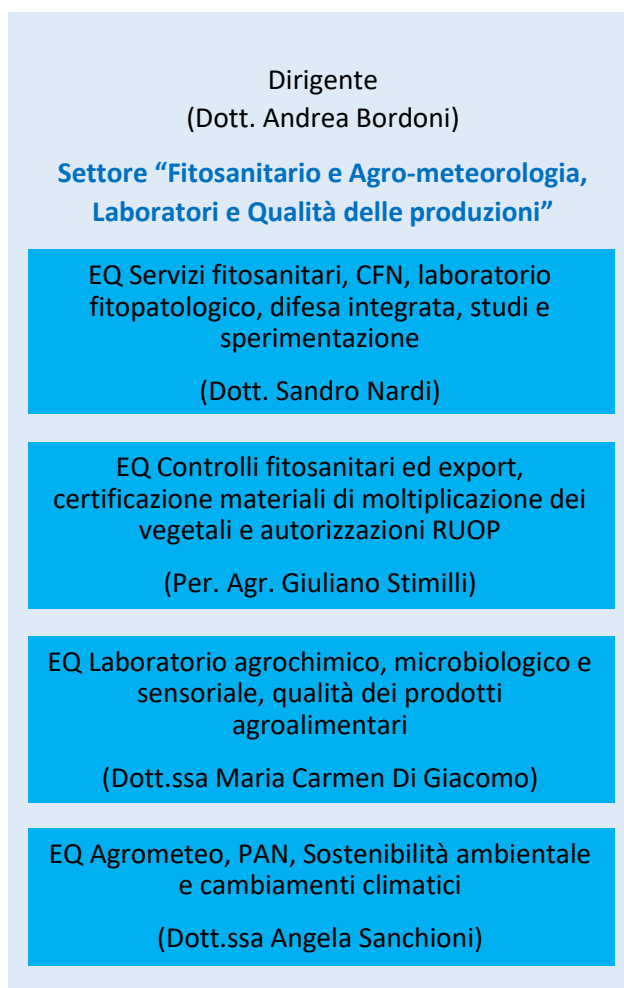 Dirigente
(Dott. Andrea Bordoni)
Settore “Fitosanitario e Agro-meteorologia,
Laboratori e Qualità delle produzioni”
EQ Servizi fitosanitari, CFN, laboratorio
fitopatologico, difesa integrata, studi e
sperimentazione
(Dott. Sandro Nardi)
EQ Controlli fitosanitari ed export,
certificazione materiali di moltiplicazione dei
vegetali e autorizzazioni RUOP
(Per. Agr. Giuliano Stimilli)
EQ Laboratorio agrochimico, microbiologico e
sensoriale, qualità dei prodotti
agroalimentari
(Dott.ssa Maria Carmen Di Giacomo)
EQ Agrometeo, PAN, Sostenibilità ambientale
e cambiamenti climatici
(Dott.ssa Angela Sanchioni)